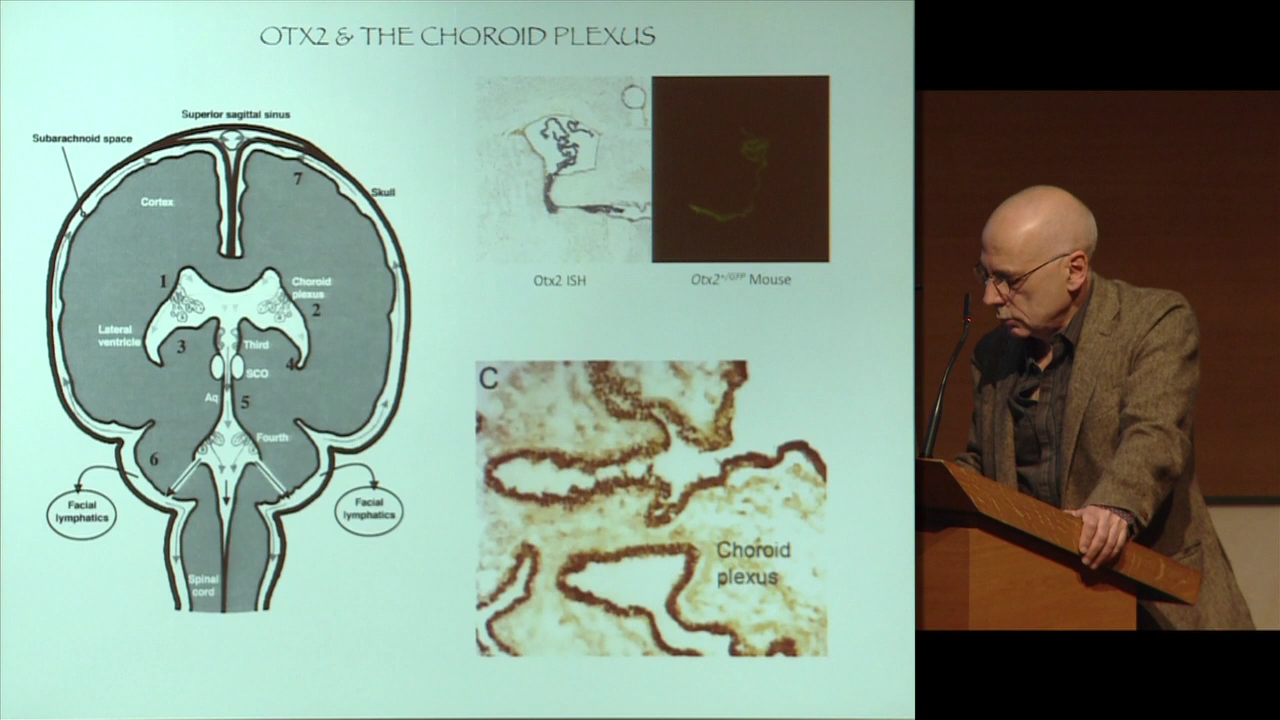 OTX2 & THE CHOROID PLEXUS
Superior sagittal sinus
Subarachnoid space
7
Skull
Cortex
1
Choroid
plexus
2
Lateral
ventricle
3
Third
4
SCO
Aq
5
Fourth
6
Facial
lymphatics
Facial
lymphatics
Spinal
cord
Otx2 ISH
Otx2+/GFP Mouse
C
Choroid
plexus